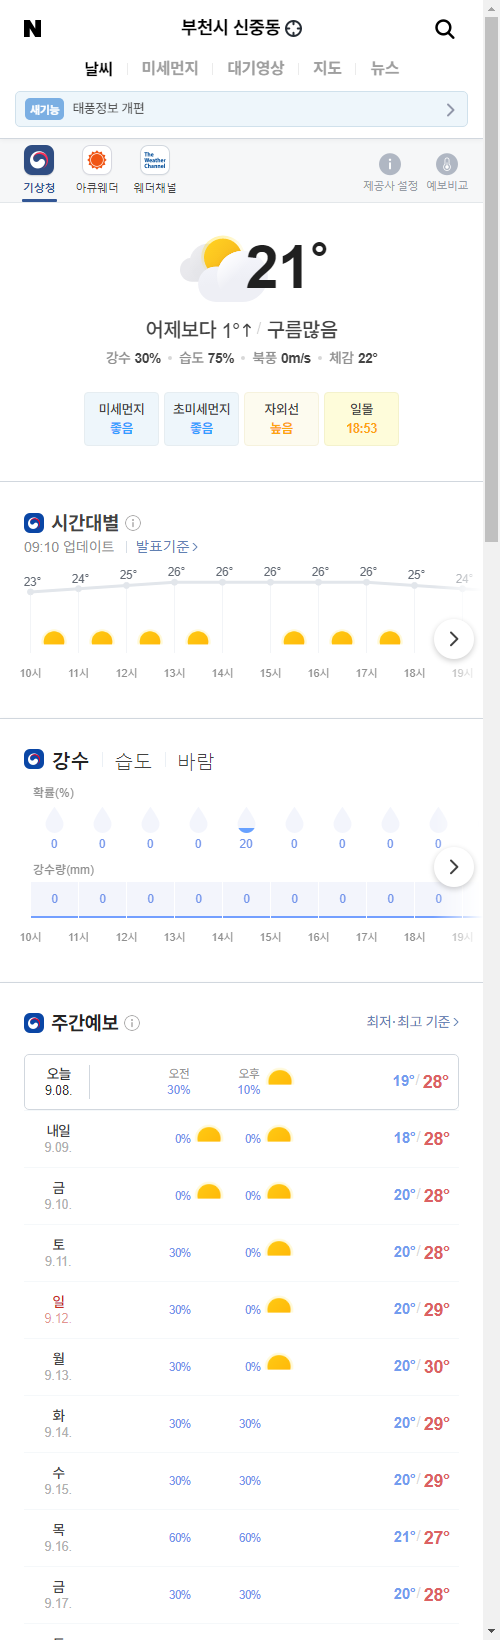 N
부천시 신중동
날씨 미세먼지 대기영상 지도 뉴스
새기능 태풍정보 개편
The
Weather
Channel
기상청 아큐웨더 웨더채널 제공사 설정 예보비교
21°
어제보다 1°↑ / 구름많음
강수 30% • 습도 75% • 북풍 0m/s • 체감 22°
미세먼지 초미세먼지 자외선 일몰
좋음 좋음 높음 18:53
시간대별
09:10 업데이트 발표기준 >
23° 24° 25° 26° 26° 26° 26° 26° 25° 24°
10시 11시 12시 13시 14시 15시 16시 17시 18시 19시
강수 습도 바람
확률(%)
0 0 0 0 20 0 0 0 0
강수량(mm)
0 0 0 0 0 0 0 0 0
10시 11시 12시 13시 14시 15시 16시 17시 18시 19시
주간예보 최저·최고 기준 >
오늘 오전 오후
9.08. 30% 10% 19°/ 28°
내일
9.09. 0% 0% 18°/ 28°
금
9.10. 0% 0% 20°/ 28°
토
9.11. 30% 0% 20°/ 28°
일
9.12. 30% 0% 20°/ 29°
월
9.13. 30% 0% 20°/ 30°
화
9.14. 30% 30% 20°/ 29°
수
9.15. 30% 30% 20°/ 29°
목
9.16. 60% 60% 21°/ 27°
금
9.17. 30% 30% 20°/ 28°